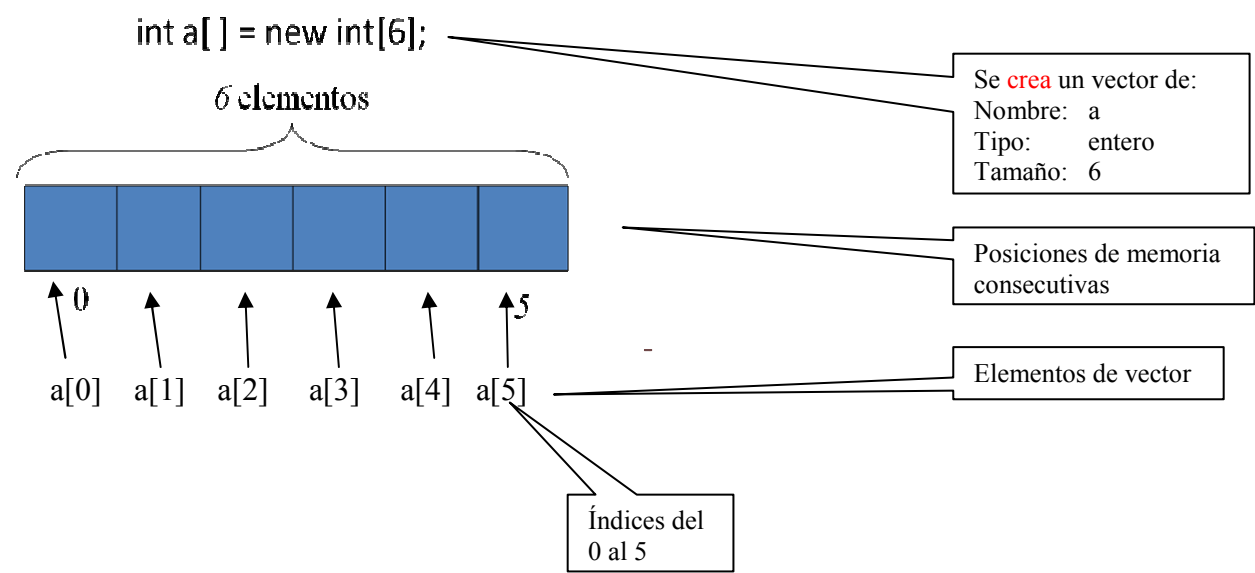 int a[ ] = new int[6];
6 elementos
Se crea un vector de:
Nombre: a
Tipo: entero
Tamaño: 6
Posiciones de memoria
consecutivas
0
5
a[0] a[1] a[2] a[3] a[4] a[5]
Elementos de vector
Índices del
0 al 5